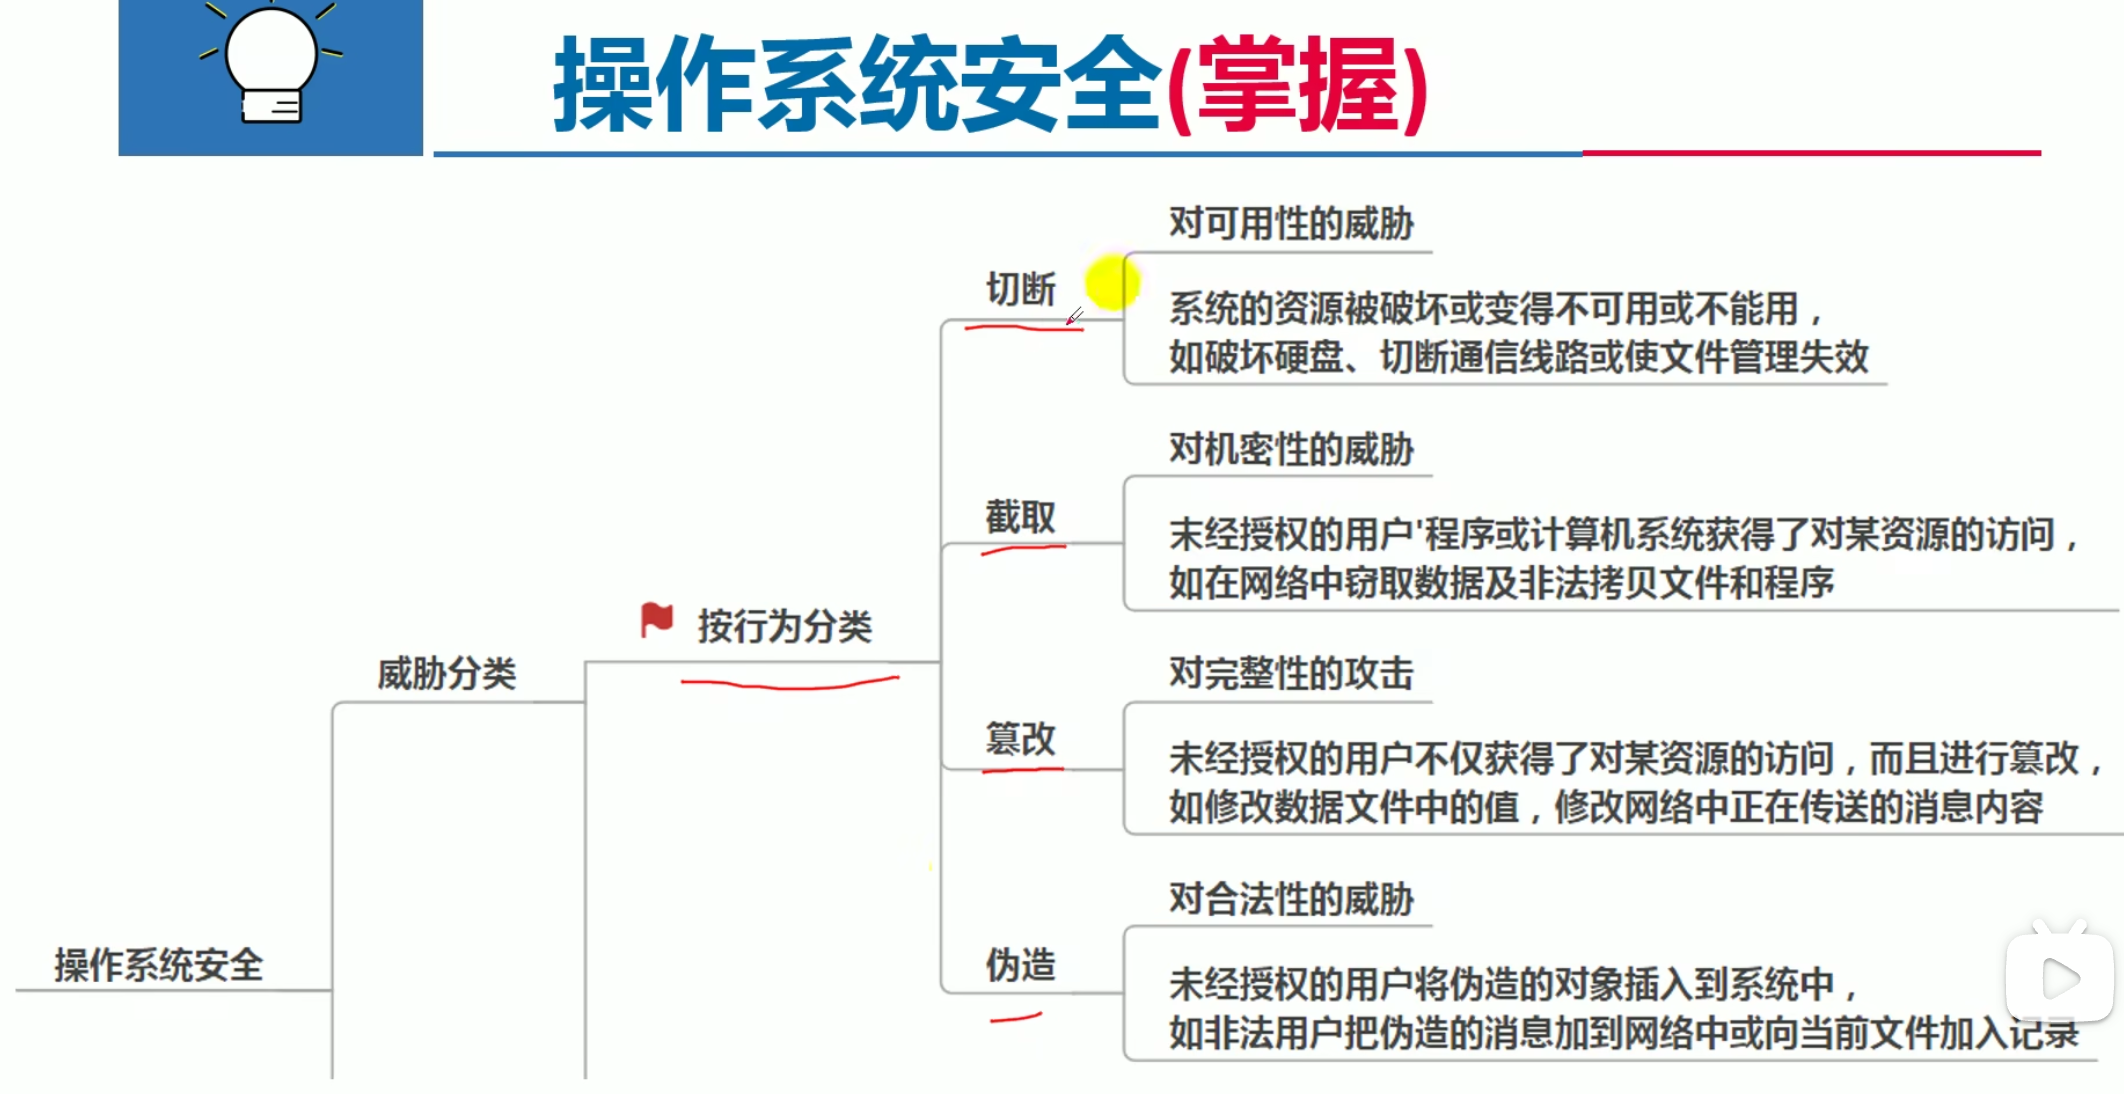 操作系统安全(掌握)
对可用性的威胁
切断
系统的资源被破坏或变得不可用或不能用，
如破坏硬盘、切断通信线路或使文件管理失效
对机密性的威胁
截取
末经授权的用户'程序或计算机系统获得了对某资源的访问，
如在网络中窃取数据及非法拷贝文件和程序
按行为分类
威胁分类
对完整性的攻击
篡改
未经授权的用户不仅获得了对某资源的访问，而且进行篡改，
如修改数据文件中的值，修改网络中正在传送的消息内容
对合法性的威胁
伪造
操作系统安全
未经授权的用户将伪造的对象插入到系统中，
如非法用户把伪造的消息加到网络中或向当前文件加入记录